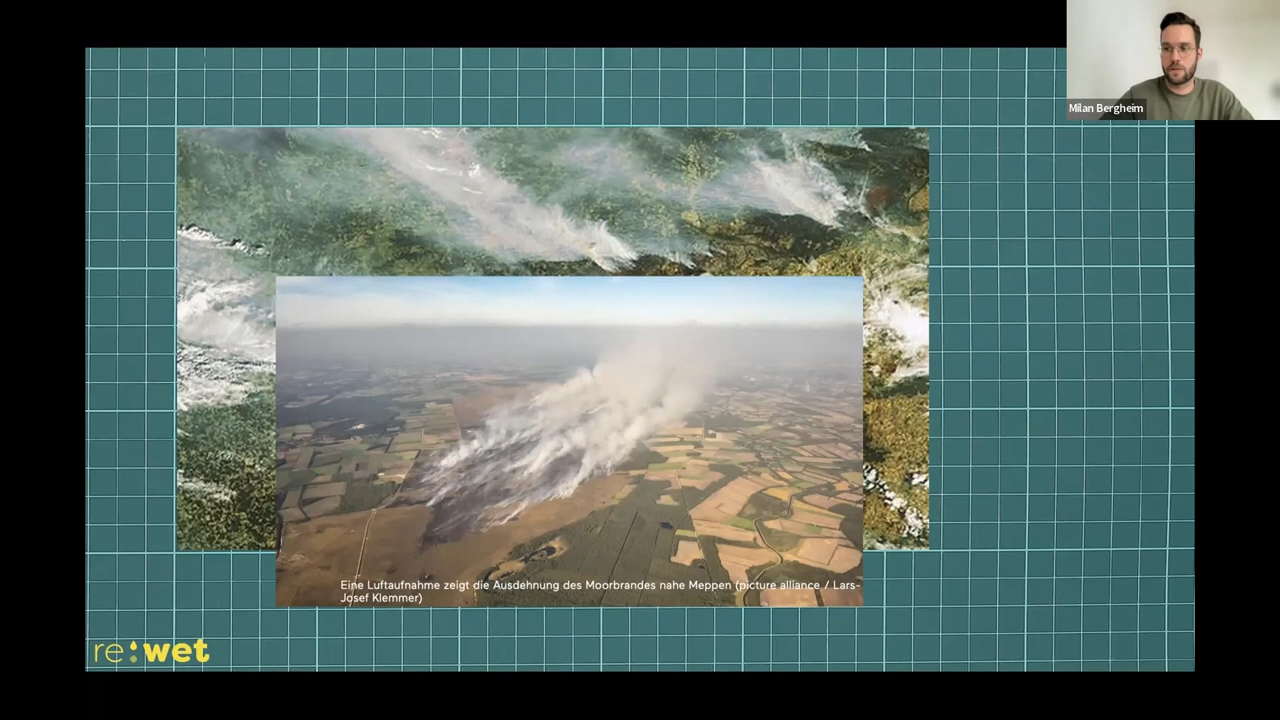 Milan Bergheim
Eine Luftaufnahme zeigt die Ausdehnung des Moorbrandes nahe Meppen (picture alliance / Lars-
Josef Klemmer)
re:wet